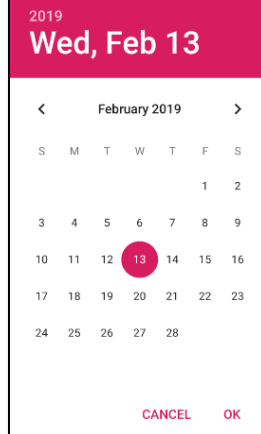 2019
Wed, Feb 13
February 2019
S M T W T F S
1 2
3 4 5 6 7 8 9
10 11 12 13 14 15 16
17 18 19 20 21 22 23
24 25 26 27 28
CANCEL OK